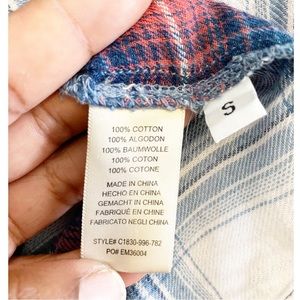 S
100% COTTON
100% ALGODON
100% BAUMWOLLE
100% COTON
100% COTONE
MADE IN CHINA
HECHO EN CHINA
GEMACHT IN CHINA
FABRIQUÉ EN CHINE
FABBRICATO NEGLI CHINA
STYLE# C1830-996-782
PO# EM36004